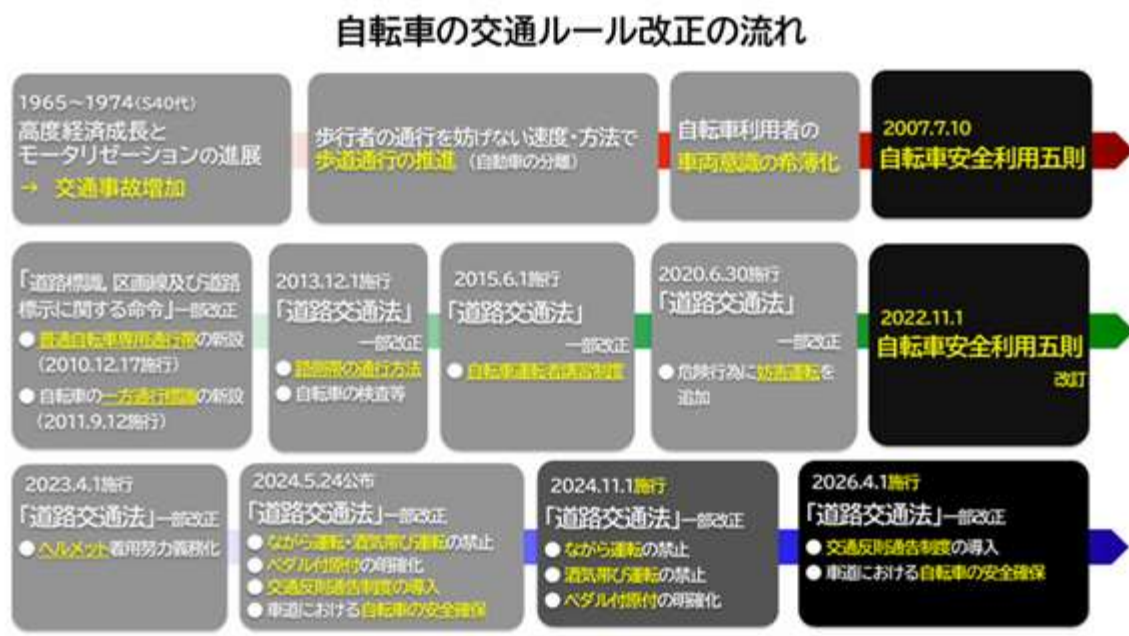 自転車の交通ルール改正の流れ
1965~1974(S40代)
高度経済成長と
モータリゼーションの進展
→ 交通事故増加
歩行者の通行を妨げない速度・方法で
歩道通行の推進 (自動車の分離)
自転車利用者の
車両意識の希薄化
2007.7.10
自転車安全利用五則
「道路標識、区画線及び道路
標示に関する命令」一部改正
● 普通自転車専用通行帯の新設
(2010.12.17施行)
● 自転車の一方通行標識の新設
(2011.9.12施行)
2013.12.1施行
「道路交通法」
一部改正
● 路側帯の通行方法
● 自転車の検査等
2015.6.1施行
「道路交通法」
一部改正
● 自転車運転者講習制度
2020.6.30施行
「道路交通法」
一部改正
● 危険行為に妨害運転を
追加
2022.11.1
自転車安全利用五則
改訂
2023.4.1施行
「道路交通法」一部改正
● ヘルメット着用努力義務化
2024.5.24公布
「道路交通法」一部改正
● ながら運転・酒気帯び運転の禁止
● ペダル付原付の明確化
● 交通反則通告制度の導入
● 車道における自転車の安全確保
2024.11.1施行
「道路交通法」一部改正
● ながら運転の禁止
● 酒気帯び運転の禁止
● ペダル付原付の明確化
2026.4.1施行
「道路交通法」一部改正
● 交通反則通告制度の導入
● 車道における自転車の安全確保